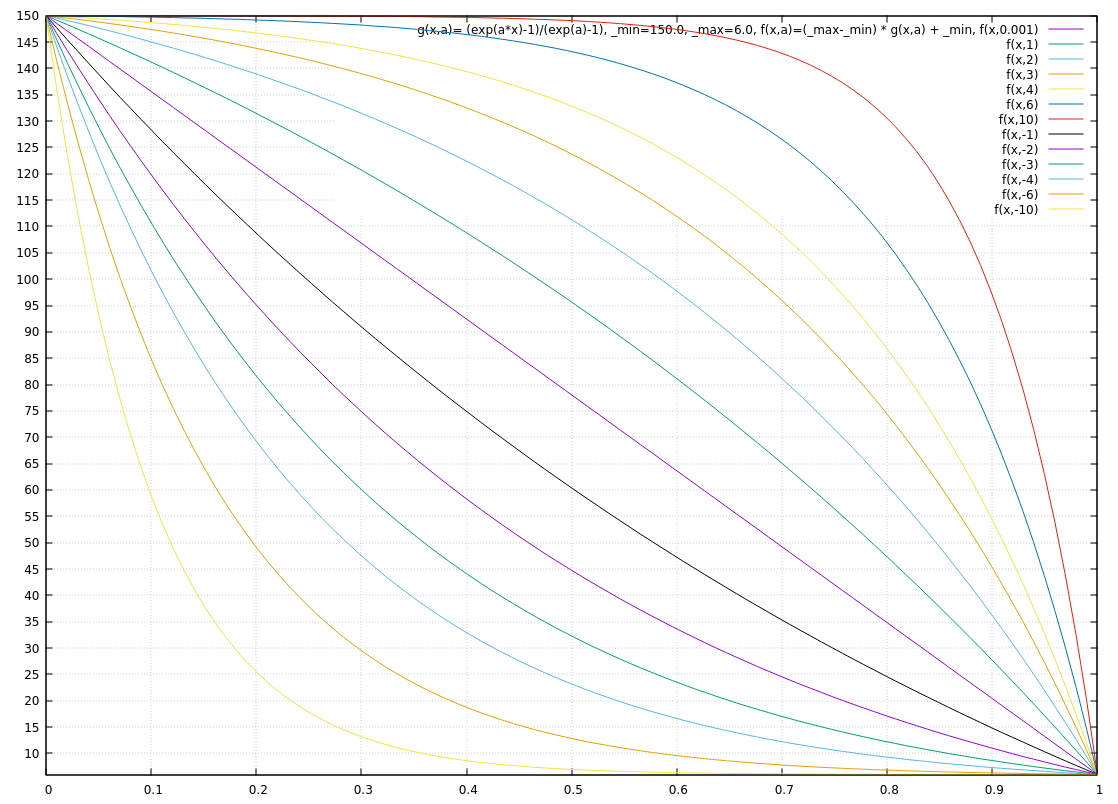 150
145
140
135
130
125
120
115
110
105
100
95
90
85
80
75
70
65
60
55
50
45
40
35
30
25
20
15
10
g(x,a)= (exp(a*x)-1)/(exp(a)-1), _min=150.0, _max=6.0, f(x,a)=(_max-_min) * g(x,a) + _min, f(x,0.001)
f(x,1)
f(x,2)
f(x,3)
f(x,4)
f(x,6)
f(x,10)
f(x,-1)
f(x,-2)
f(x,-3)
f(x,-4)
f(x,-6)
f(x,-10)
0 0.1 0.2 0.3 0.4 0.5 0.6 0.7 0.8 0.9 1